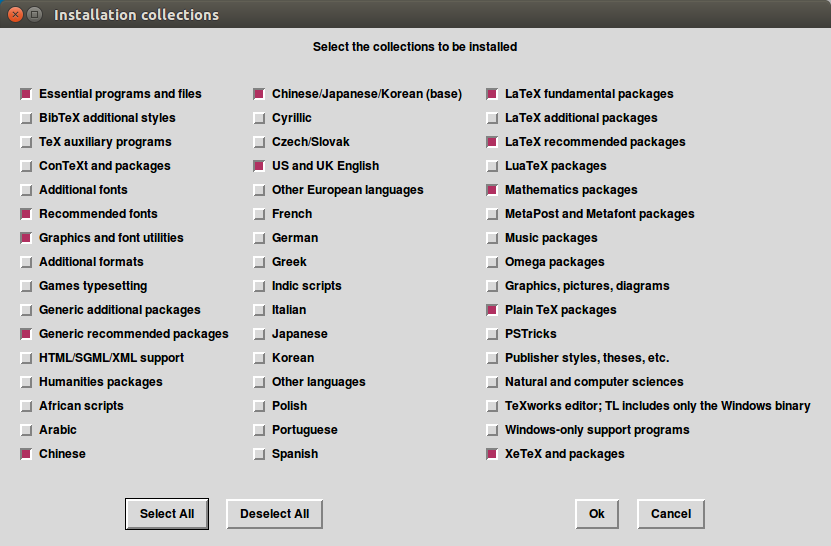 Installation collections
Select the collections to be installed
Essential programs and files
BibTeX additional styles
TeX auxiliary programs
ConTeXt and packages
Additional fonts
Recommended fonts
Graphics and font utilities
Additional formats
Games typesetting
Generic additional packages
Generic recommended packages
HTML/SGML/XML support
Humanities packages
African scripts
Arabic
Chinese
Chinese/Japanese/Korean (base)
Cyrillic
Czech/Slovak
US and UK English
Other European languages
French
German
Greek
Indic scripts
Italian
Japanese
Korean
Other languages
Polish
Portuguese
Spanish
LaTeX fundamental packages
LaTeX additional packages
LaTeX recommended packages
LuaTeX packages
Mathematics packages
MetaPost and Metafont packages
Music packages
Omega packages
Graphics, pictures, diagrams
Plain TeX packages
PSTricks
Publisher styles, theses, etc.
Natural and computer sciences
TeXworks editor; TL includes only the Windows binary
Windows-only support programs
XeTeX and packages
Select All
Deselect All
Ok
Cancel